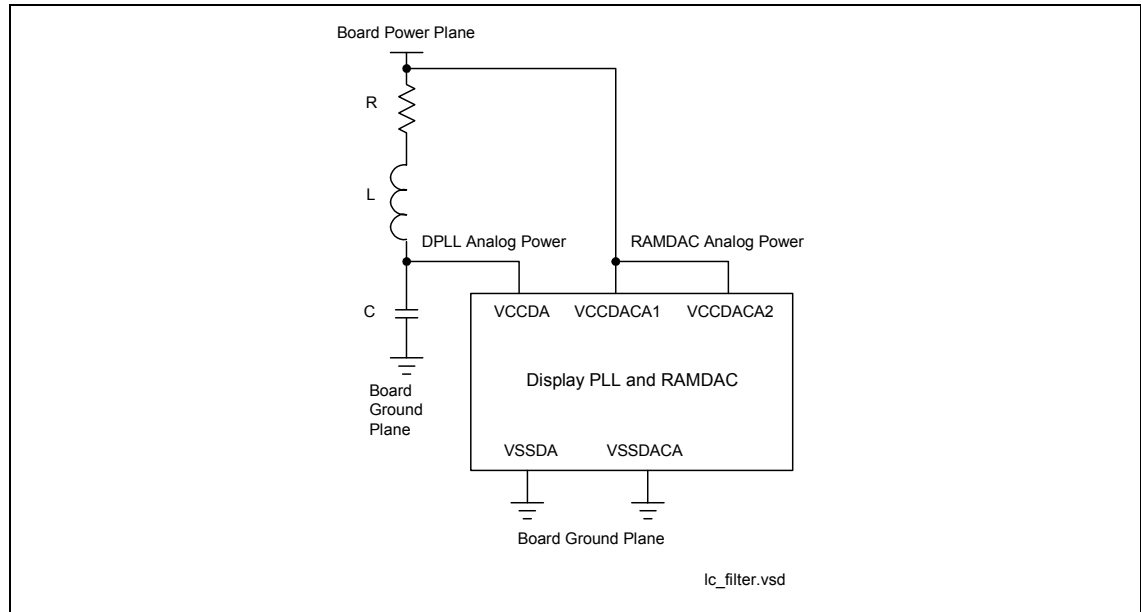 Board Power Plane
R
L
DPLL Analog Power
RAMDAC Analog Power
C
VCCDA
VCCDACA1
VCCDACA2
Display PLL and RAMDAC
Board
Ground
Plane
VSSDA
VSSDACA
Board Ground Plane
lc_filter.vsd